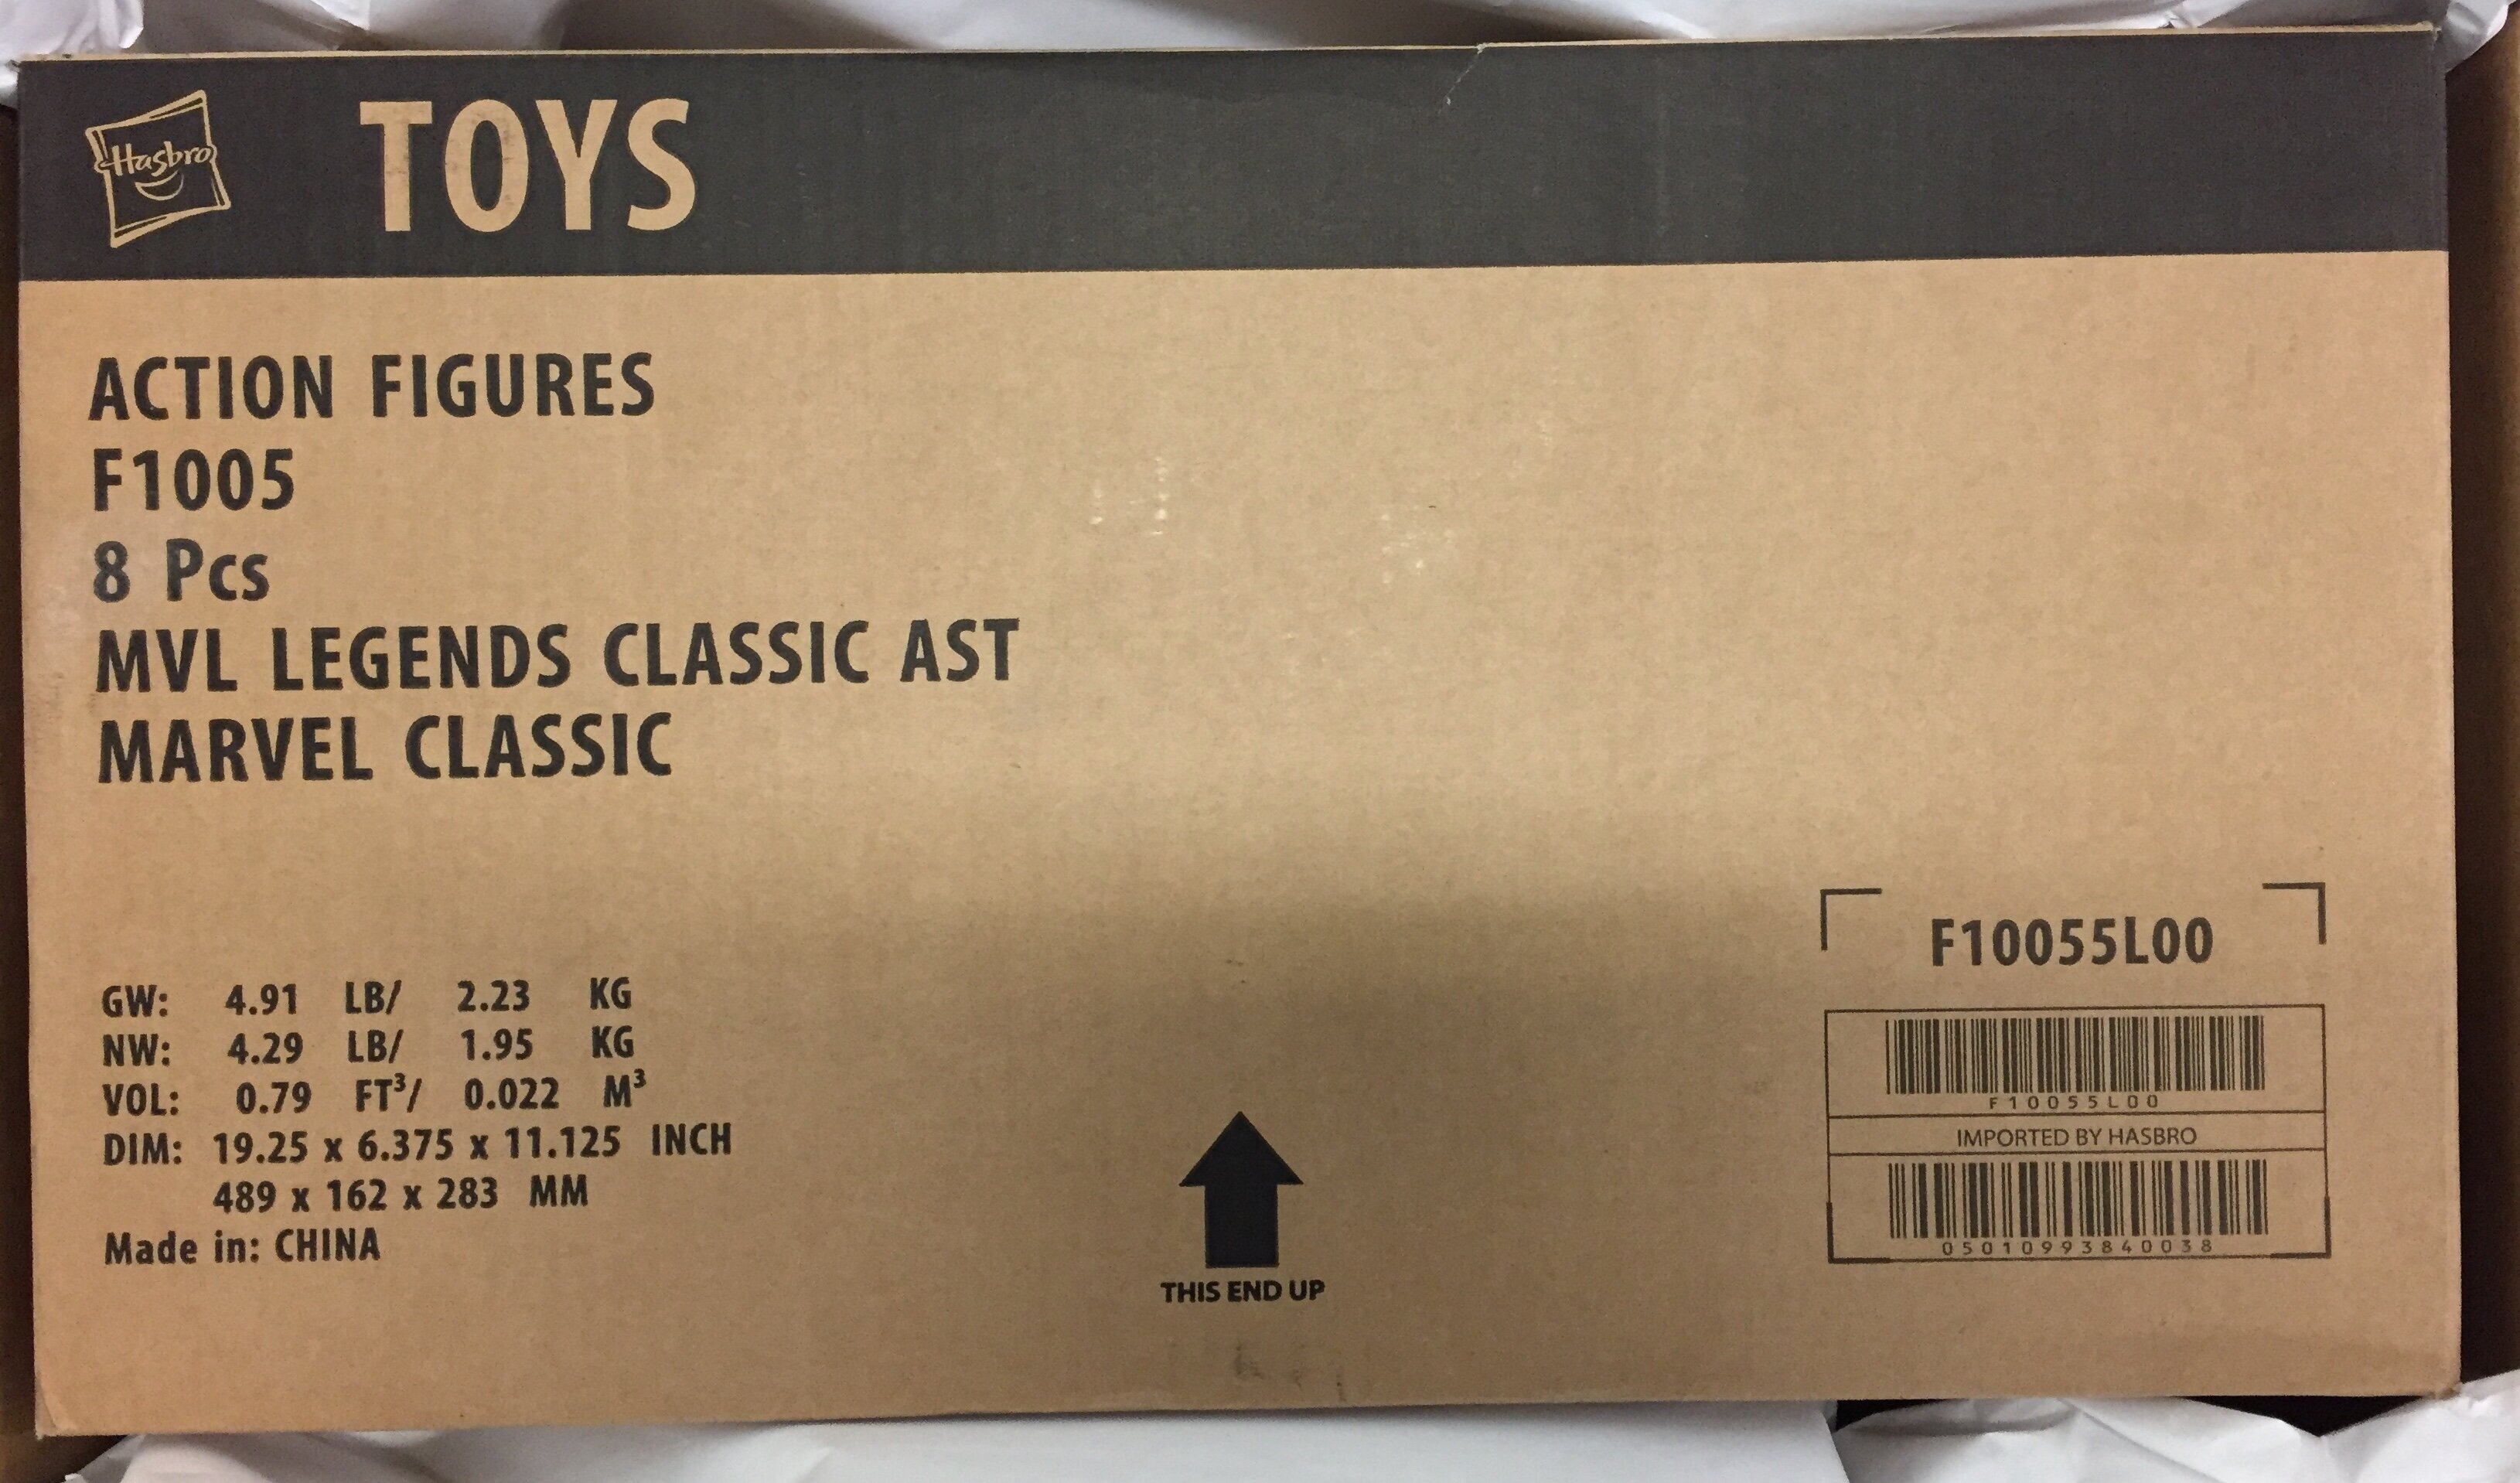 Hasbro
TOYS
ACTION FIGURES
F1005
8 Pcs
MVL LEGENDS CLASSIC AST
MARVEL CLASSIC
GW: 4.91 LB/ 2.23 KG
NW: 4.29 LB/ 1.95 KG
VOL: 0.79 FT³/ 0.022 M³
DIM: 19.25 x 6.375 x 11.125 INCH
489 x 162 x 283 MM
Made in: CHINA
THIS END UP
F10055L00
F10055L00
IMPORTED BY HASBRO
05010993840038